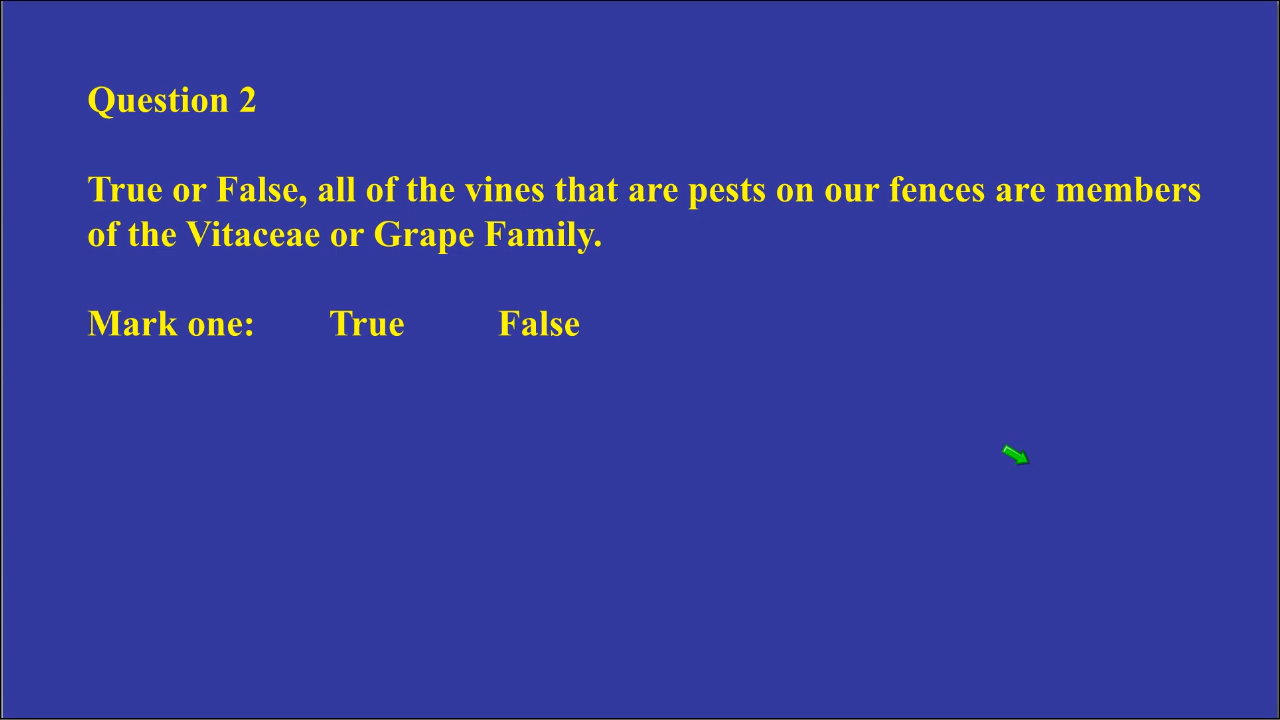 Question 2
True or False, all of the vines that are pests on our fences are members
of the Vitaceae or Grape Family.
Mark one: True False